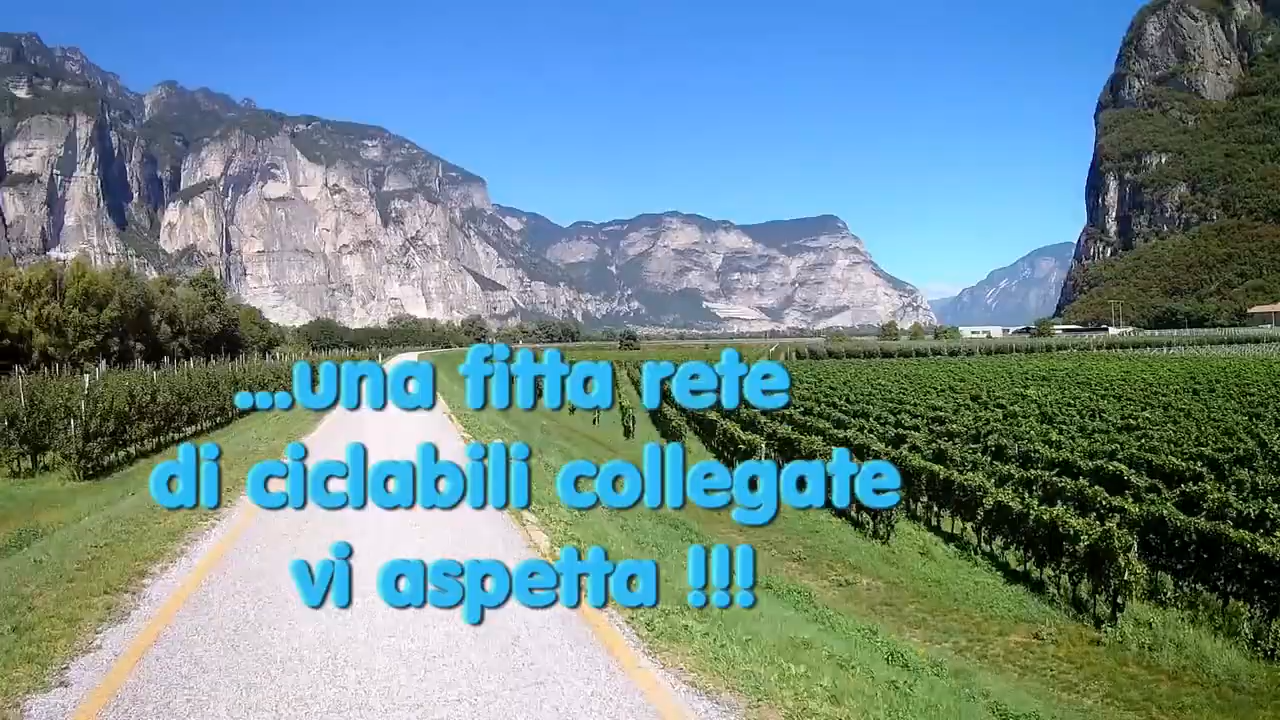 ...una fitta rete
di ciclabili collegate
vi aspetta !!!